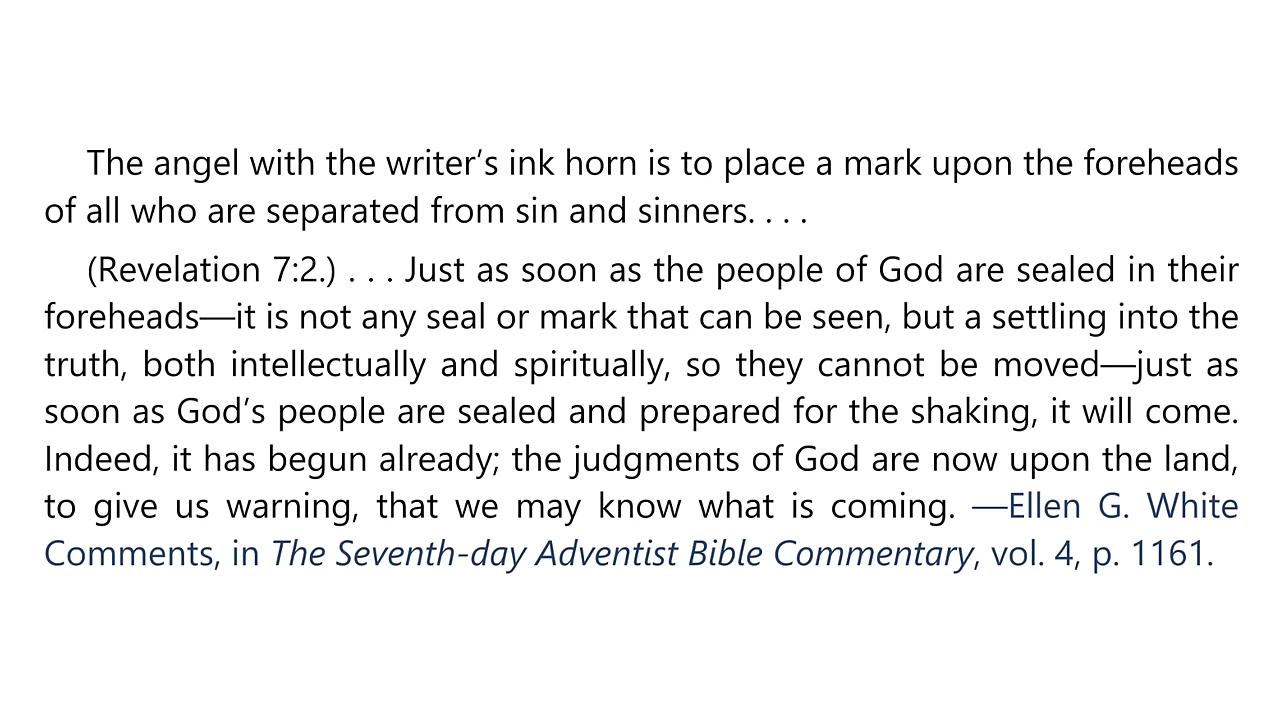 The angel with the writer’s ink horn is to place a mark upon the foreheads
of all who are separated from sin and sinners. . . .
(Revelation 7:2.) . . . Just as soon as the people of God are sealed in their
foreheads—it is not any seal or mark that can be seen, but a settling into the
truth, both intellectually and spiritually, so they cannot be moved—just as
soon as God’s people are sealed and prepared for the shaking, it will come.
Indeed, it has begun already; the judgments of God are now upon the land,
to give us warning, that we may know what is coming. —Ellen G. White
Comments, in The Seventh-day Adventist Bible Commentary, vol. 4, p. 1161.